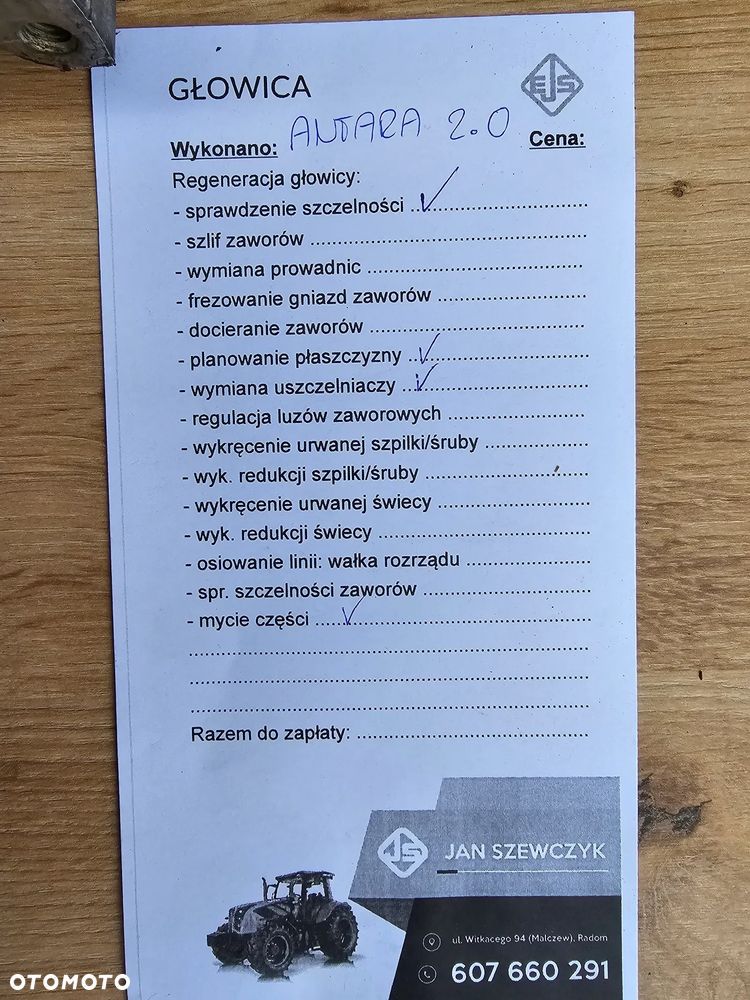 GŁOWICA
EJS
Wykonano: ANTARA 2.0 Cena:
Regeneracja głowicy:
- sprawdzenie szczelności ..✓..............................
- szlif zaworów ..................................................
- wymiana prowadnic .......................................
- frezowanie gniazd zaworów ...........................
- docieranie zaworów .......................................
- planowanie płaszczyzny ..✓............................
- wymiana uszczelniaczy ..✓.............................
- regulacja luzów zaworowych .........................
- wykręcenie urwanej szpilki/śruby ...................
- wyk. redukcji szpilki/śruby .............................
- wykręcenie urwanej świecy ............................
- wyk. redukcji świecy ......................................
- osiowanie linii: wałka rozrządu ......................
- spr. szczelności zaworów ..............................
- mycie części .....✓..........................................
.........................................................................
.........................................................................
.........................................................................
Razem do zapłaty: ..........................................
JS JAN SZEWCZYK
ul. Witkacego 94 (Malczew), Radom
607 660 291
OTOMOTO